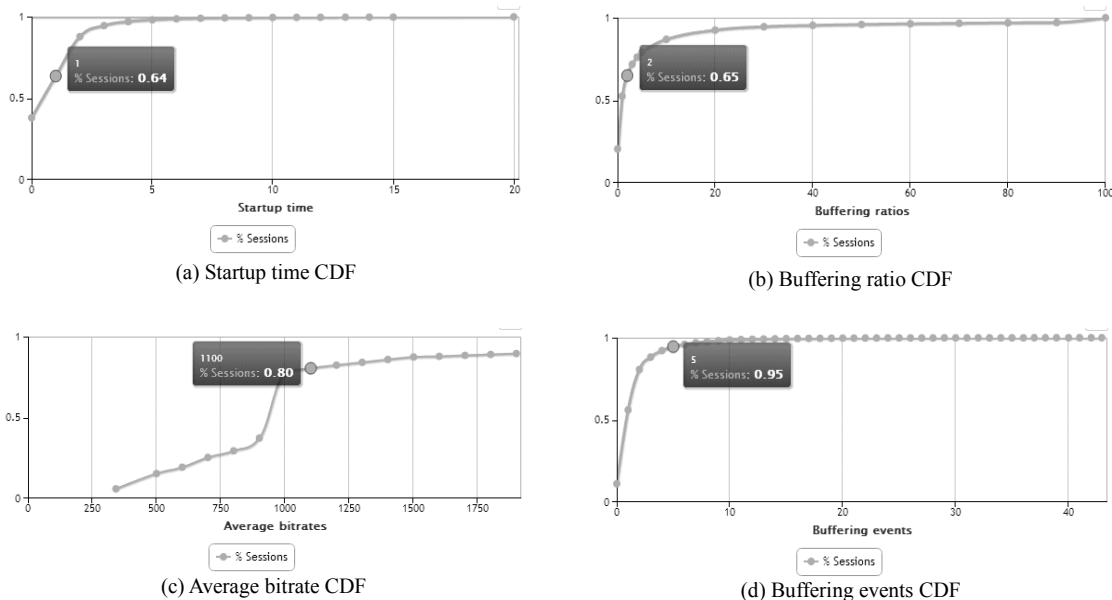 1
0.5
0
1
% Sessions: 0.64
0
5
10
15
20
Startup time
% Sessions
(a) Startup time CDF
1
0.5
0
2
% Sessions: 0.65
0
20
40
60
80
100
Buffering ratios
% Sessions
(b) Buffering ratio CDF
1
0.5
0
1100
% Sessions: 0.80
0
250
500
750
1000
1250
1500
1750
Average bitrates
% Sessions
(c) Average bitrate CDF
1
0.5
0
5
% Sessions: 0.95
0
10
20
30
40
Buffering events
% Sessions
(d) Buffering events CDF